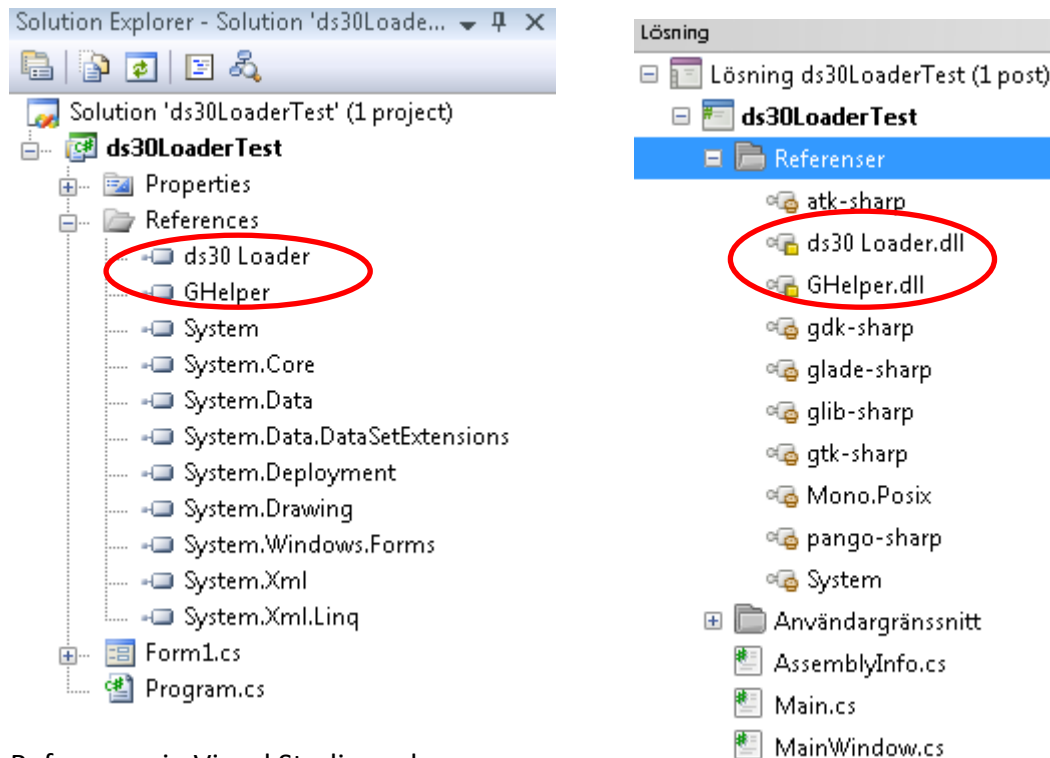 Solution Explorer - Solution 'ds30Loade...
Solution 'ds30LoaderTest' (1 project)
ds30LoaderTest
Properties
References
ds30 Loader
GHelper
System
System.Core
System.Data
System.Data.DataSetExtensions
System.Deployment
System.Drawing
System.Windows.Forms
System.Xml
System.Xml.Linq
Form1.cs
Program.cs
Lösning
Lösning ds30LoaderTest (1 post)
ds30LoaderTest
Referenser
atk-sharp
ds30 Loader.dll
GHelper.dll
gdk-sharp
glade-sharp
glib-sharp
gtk-sharp
Mono.Posix
pango-sharp
System
Användargränssnitt
AssemblyInfo.cs
Main.cs
MainWindow.cs